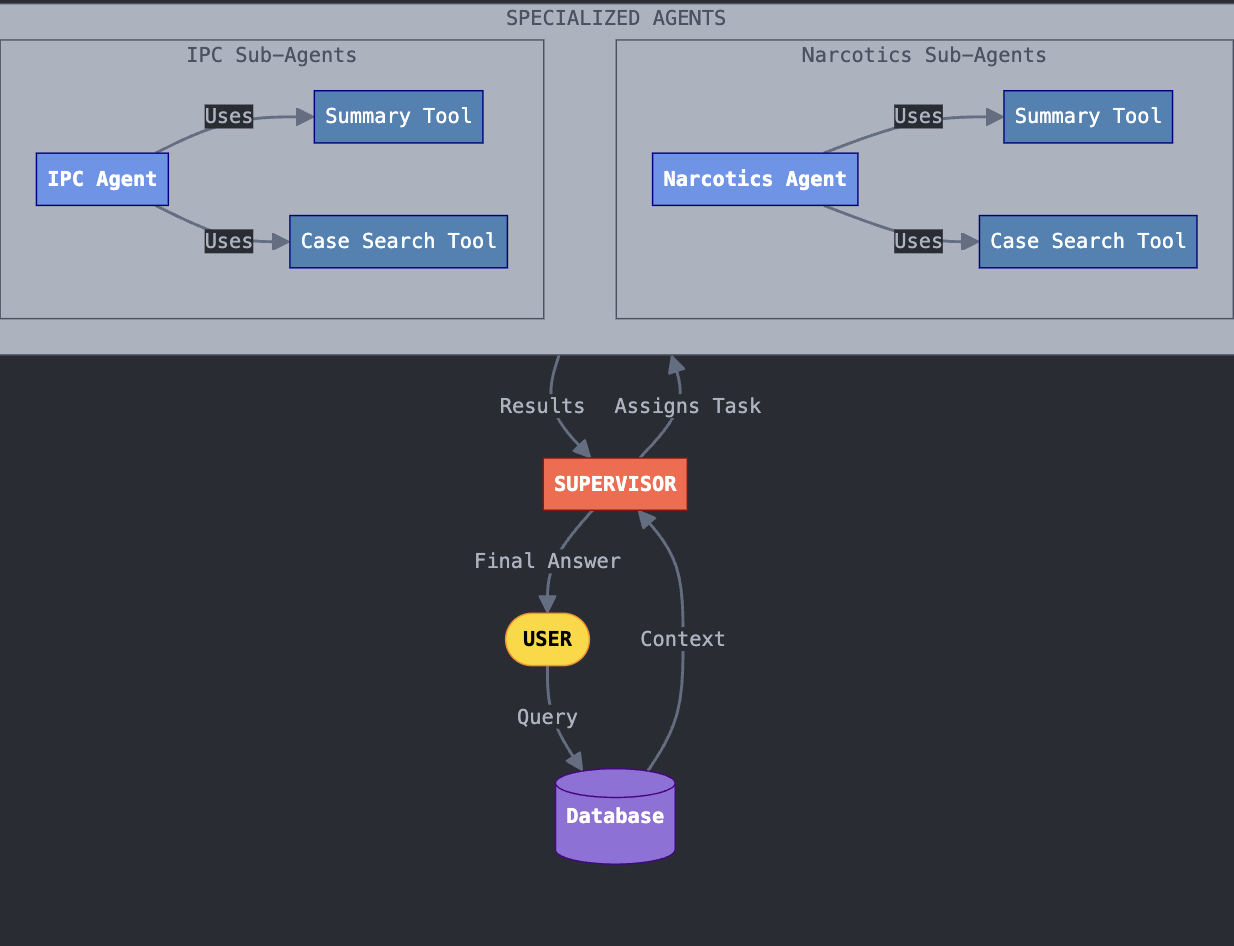 SPECIALIZED AGENTS
IPC Sub-Agents
Uses
Summary Tool
IPC Agent
Uses
Case Search Tool
Narcotics Sub-Agents
Uses
Summary Tool
Narcotics Agent
Uses
Case Search Tool
Results
Assigns Task
SUPERVISOR
Final Answer
USER
Context
Query
Database